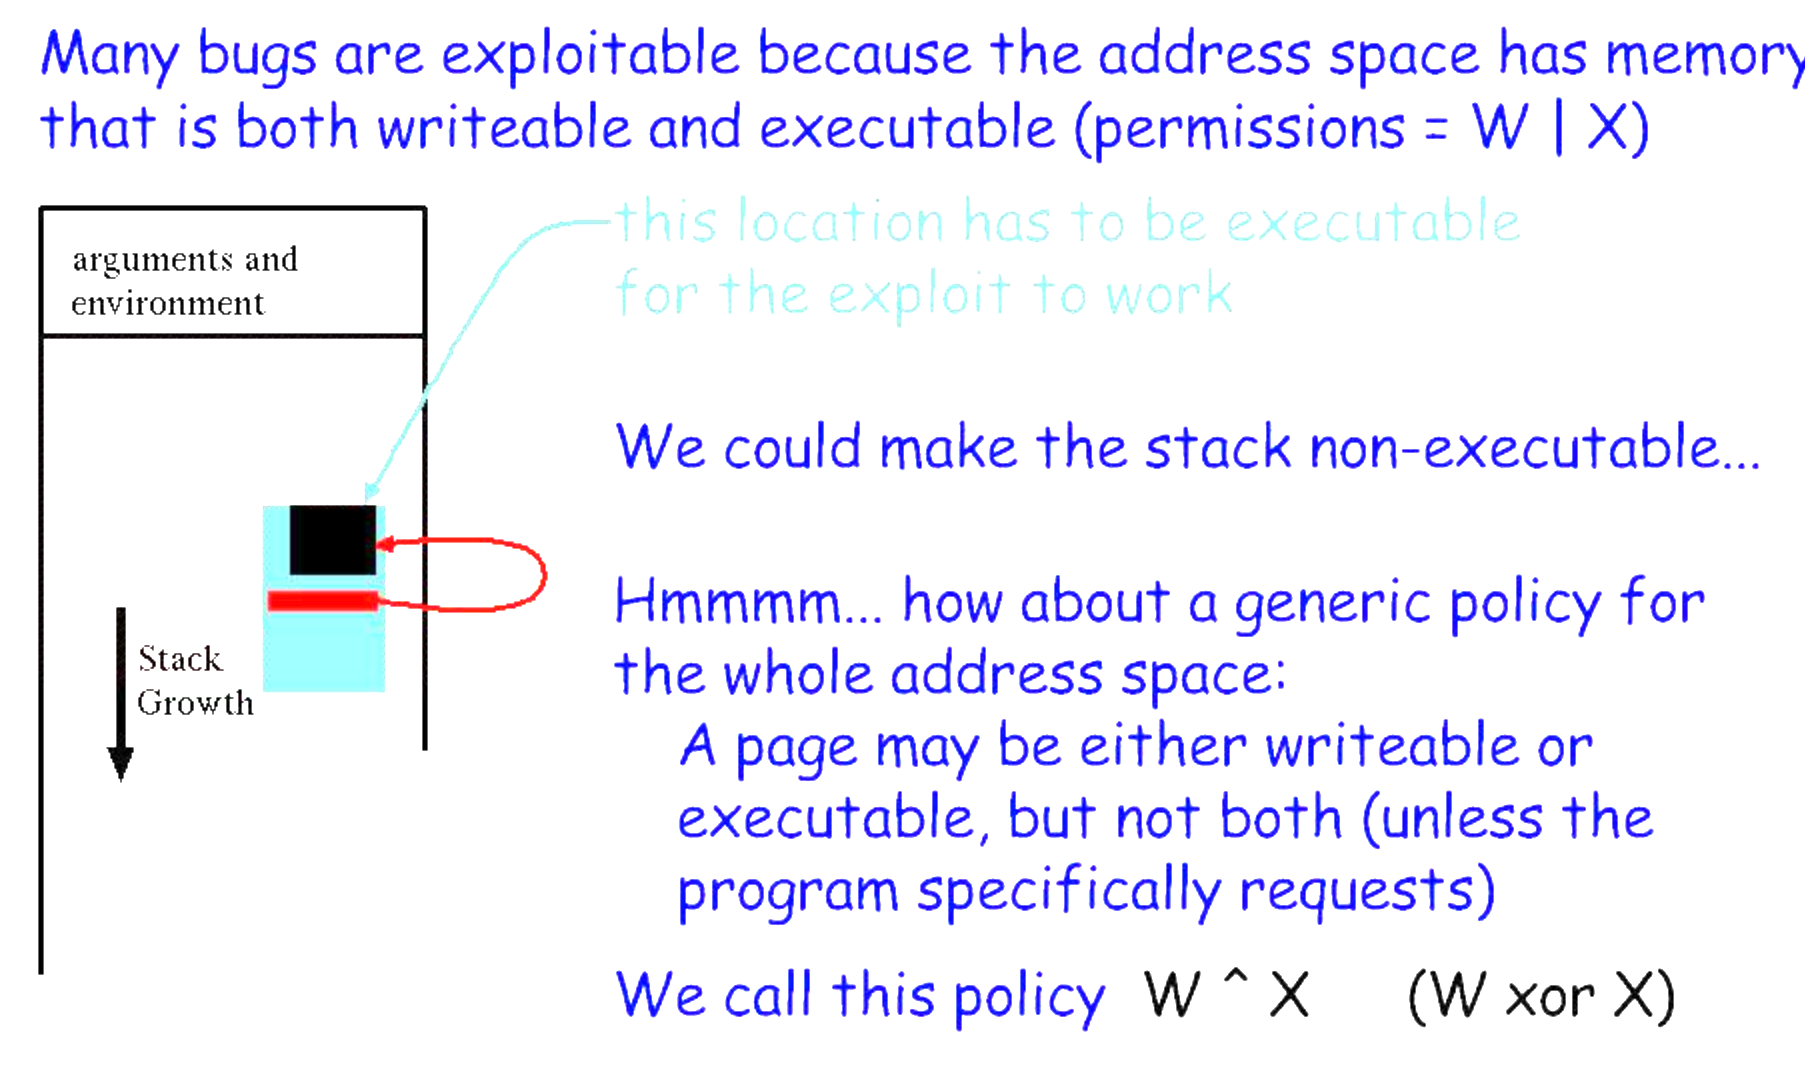 Many bugs are exploitable because the address space has memory
that is both writeable and executable (permissions = W | X)
this location has to be executable
for the exploit to work
arguments and
environment
We could make the stack non-executable...
Hmmmm... how about a generic policy for
the whole address space:
A page may be either writeable or
executable, but not both (unless the
program specifically requests)
Stack
Growth
We call this policy W ^ X (W xor X)